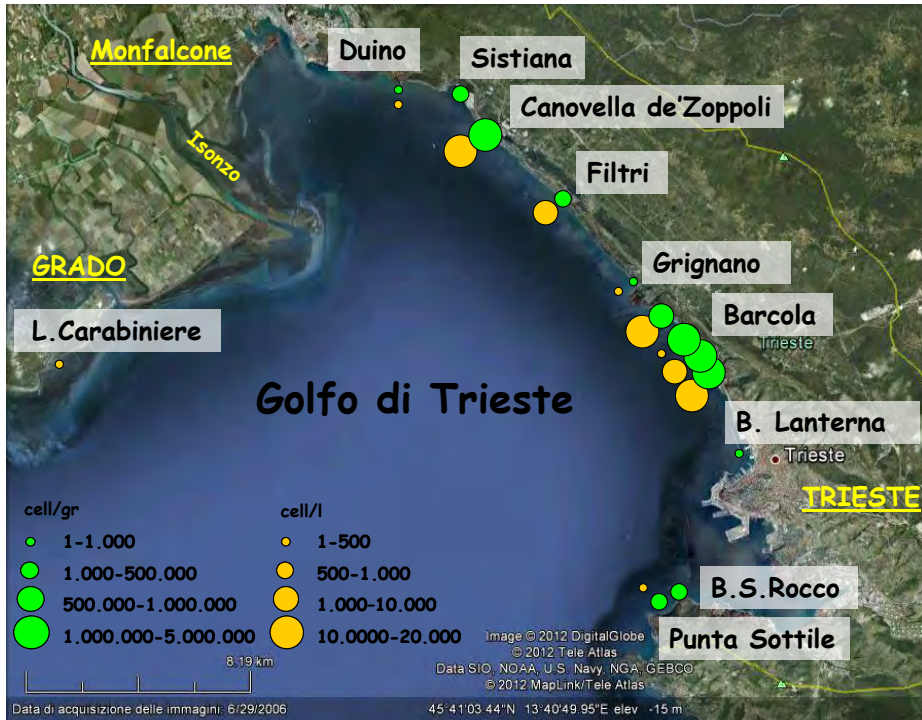 Monfalcone
Duino
Sistiana
Canovella de'Zoppoli
Isonzo
Filtri
GRADO
Grignano
L.Carabiniere
Barcola
Trieste
Golfo di Trieste
B. Lanterna
Trieste
TRIESTE
cell/gr
1-1.000
1.000-500.000
500.000-1.000.000
1.000.000-5.000.000
cell/l
1-500
500-1.000
1.000-10.000
10.0000-20.000
B.S.Rocco
Punta Sottile
8.19 km
Image © 2012 DigitalGlobe
© 2012 Tele Atlas
Data SIO, NOAA, U.S. Navy, NGA, GEBCO
© 2012 MapLink/Tele Atlas
Data di acquisizione delle immagini: 6/29/2006
45°41'03.44"N 13°40'49.95"E elev -15 m